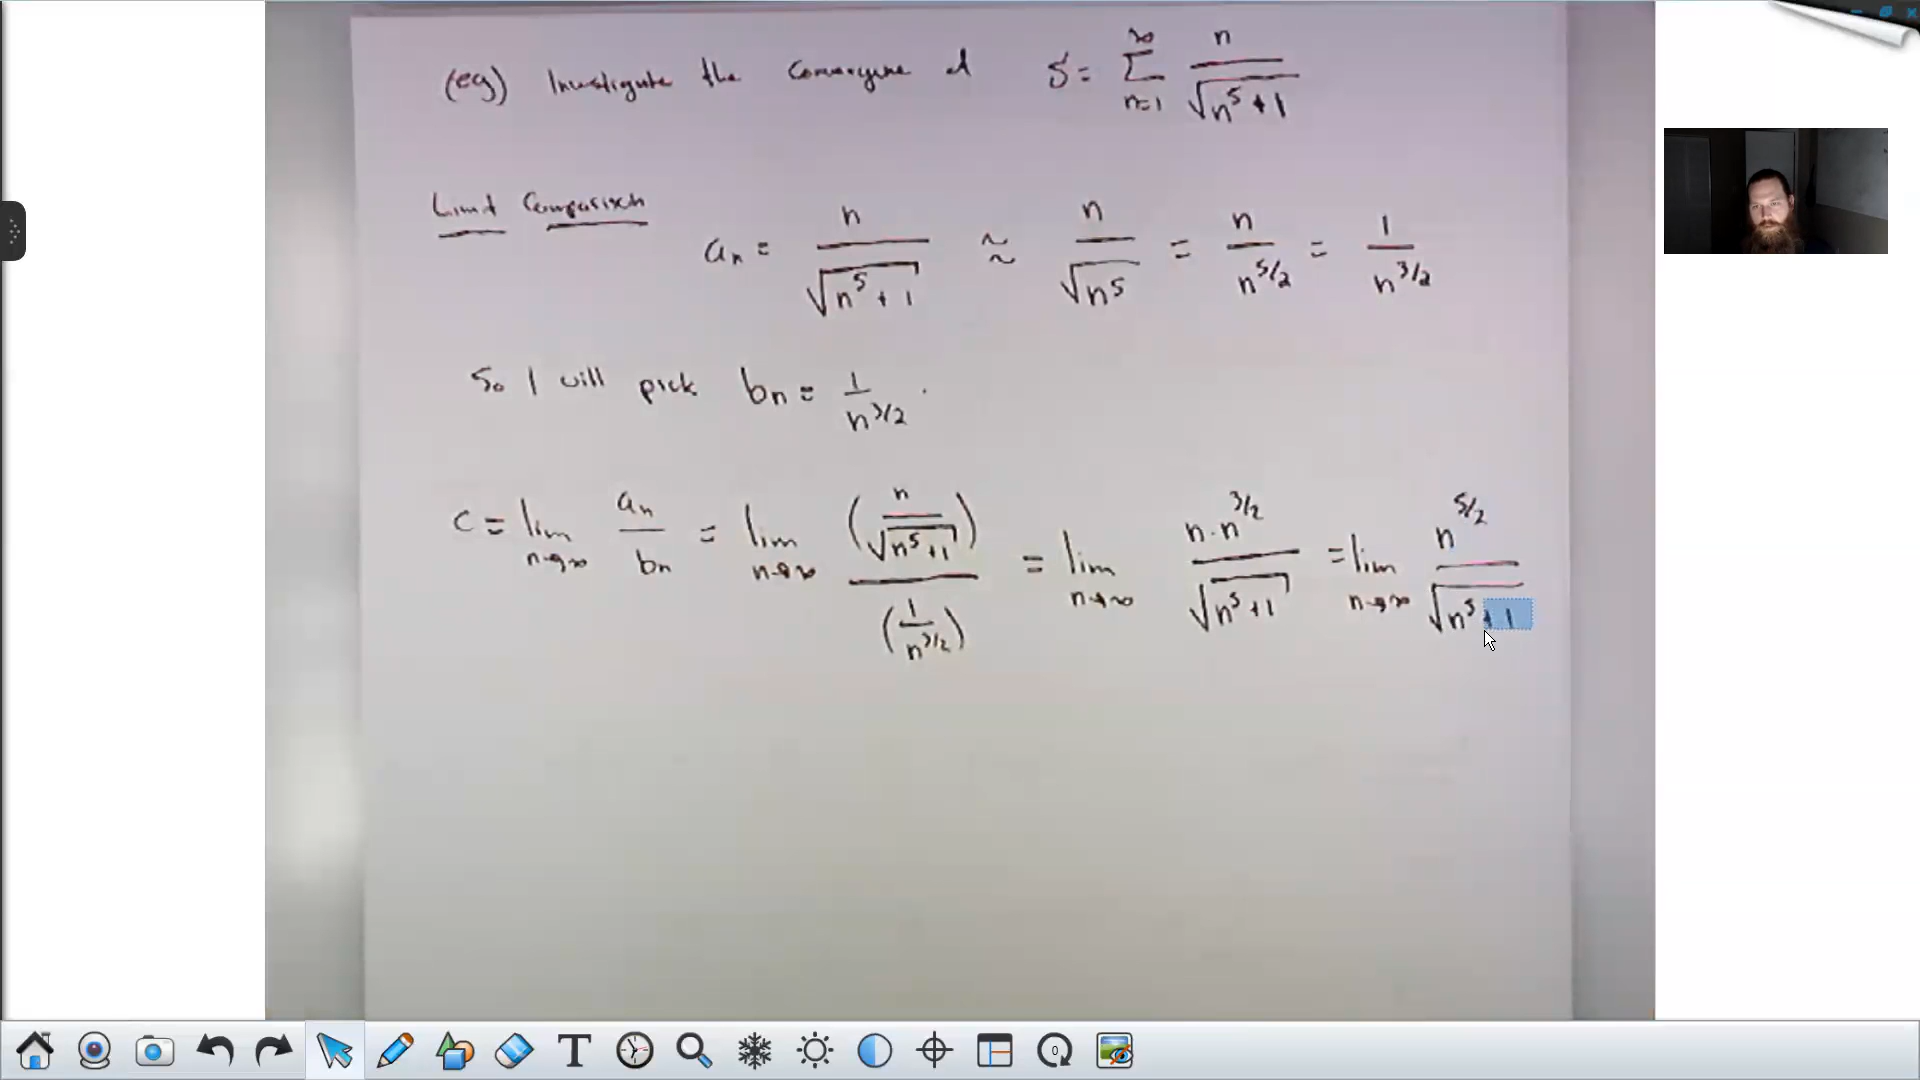 (eg) Investigate the convergence of S = ∑_{n=1}^{∞} n/√(n^5 + 1)
Limit Comparison
a_n = n/√(n^5 + 1) ≈ n/√(n^5) = n/n^{5/2} = 1/n^{3/2}
So I will pick b_n = 1/n^{3/2}.
C = lim_{n→∞} a_n/b_n = lim_{n→∞} (n/√(n^5+1))/(1/n^{3/2}) = lim_{n→∞} n·n^{3/2}/√(n^5+1) = lim_{n→∞} n^{5/2}/√(n^5+1)
T
0